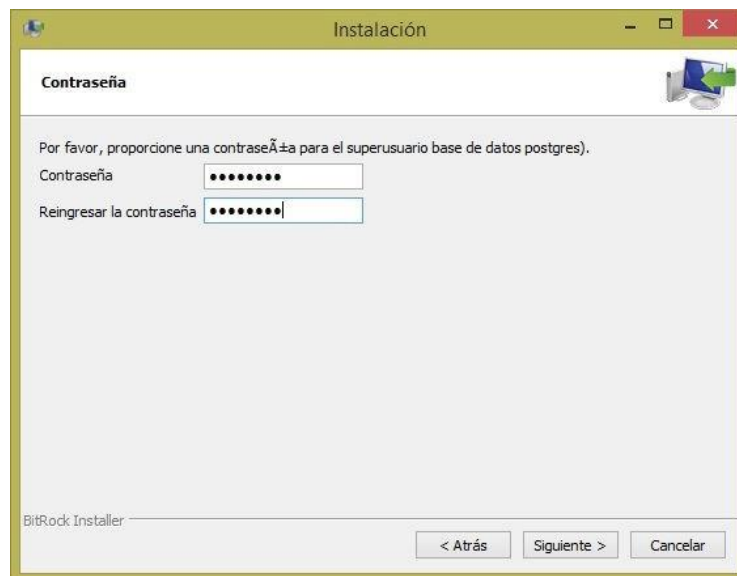 Instalación
Contraseña
Por favor, proporcione una contraseÃ±a para el superusuario base de datos postgres).
Contraseña ●●●●●●●●
Reingresar la contraseña ●●●●●●●●
BitRock Installer
< Atrás Siguiente > Cancelar